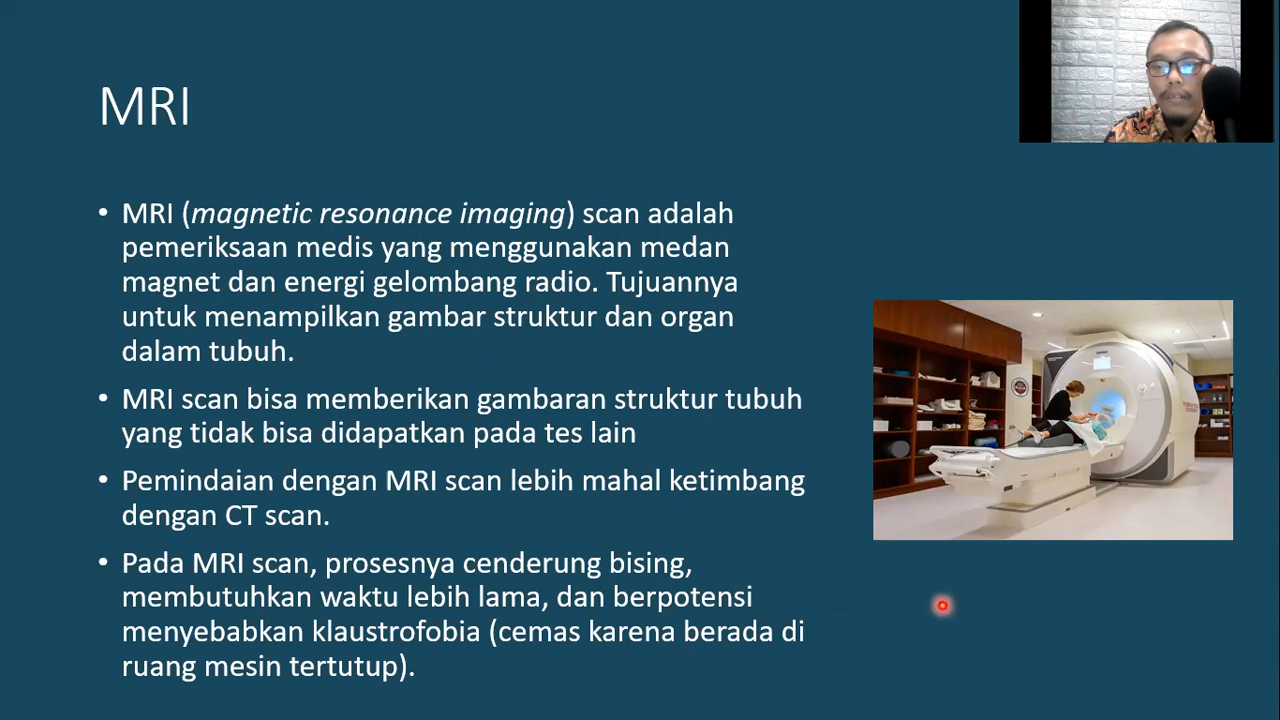 MRI
• MRI (magnetic resonance imaging) scan adalah
pemeriksaan medis yang menggunakan medan
magnet dan energi gelombang radio. Tujuannya
untuk menampilkan gambar struktur dan organ
dalam tubuh.
• MRI scan bisa memberikan gambaran struktur tubuh
yang tidak bisa didapatkan pada tes lain
• Pemindaian dengan MRI scan lebih mahal ketimbang
dengan CT scan.
• Pada MRI scan, prosesnya cenderung bising,
membutuhkan waktu lebih lama, dan berpotensi
menyebabkan klaustrofobia (cemas karena berada di
ruang mesin tertutup).